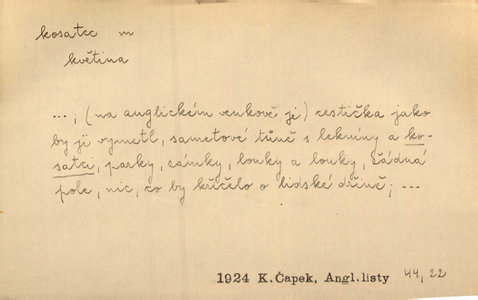 kosatec m
květina
..., (na anglickém venkově je) cestička jako
by ji vymetl, sametové tůně s lekníny a ko-
satci, parky, zámky, louky a louky, žádná
pole, nic, co by křičelo o lidské dřině; ...
1924 K.Čapek, Angl.listy 44, 22